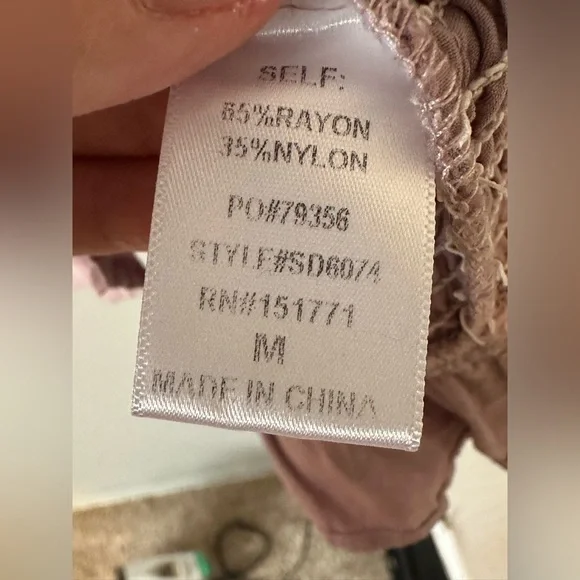 SELF:
65%RAYON
35%NYLON
PO#79356
STYLE#SD6074
RN#151771
M
MADE IN CHINA